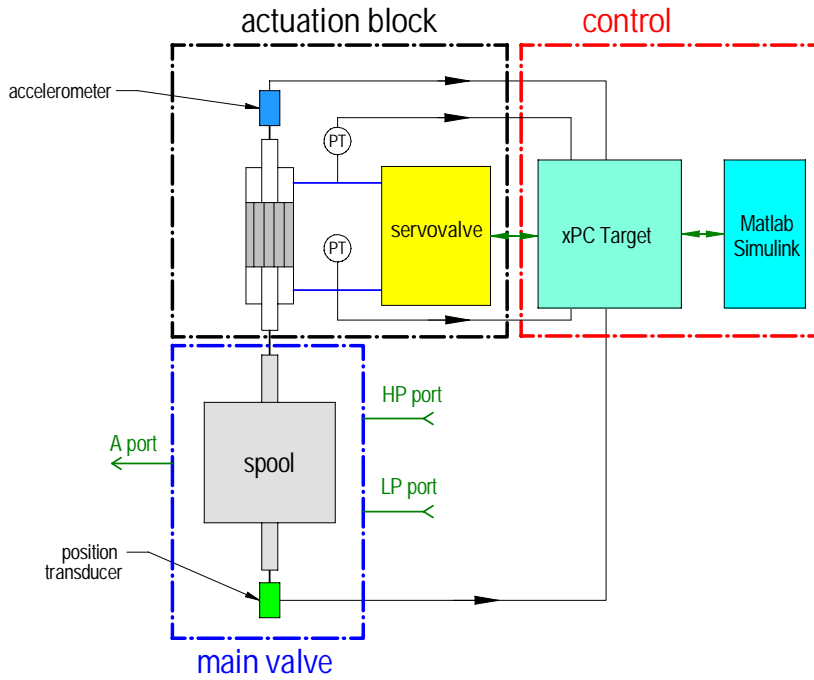 actuation block
control
accelerometer
PT
servovalve
xPC Target
Matlab
Simulink
PT
HP port
A port
spool
LP port
position
transducer
main valve